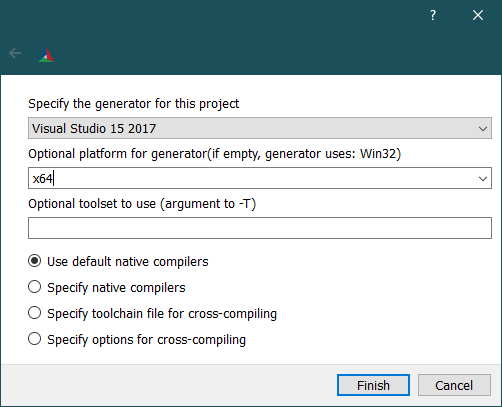 ?
Specify the generator for this project
Visual Studio 15 2017
Optional platform for generator(if empty, generator uses: Win32)
x64
Optional toolset to use (argument to -T)
Use default native compilers
Specify native compilers
Specify toolchain file for cross-compiling
Specify options for cross-compiling
Finish Cancel